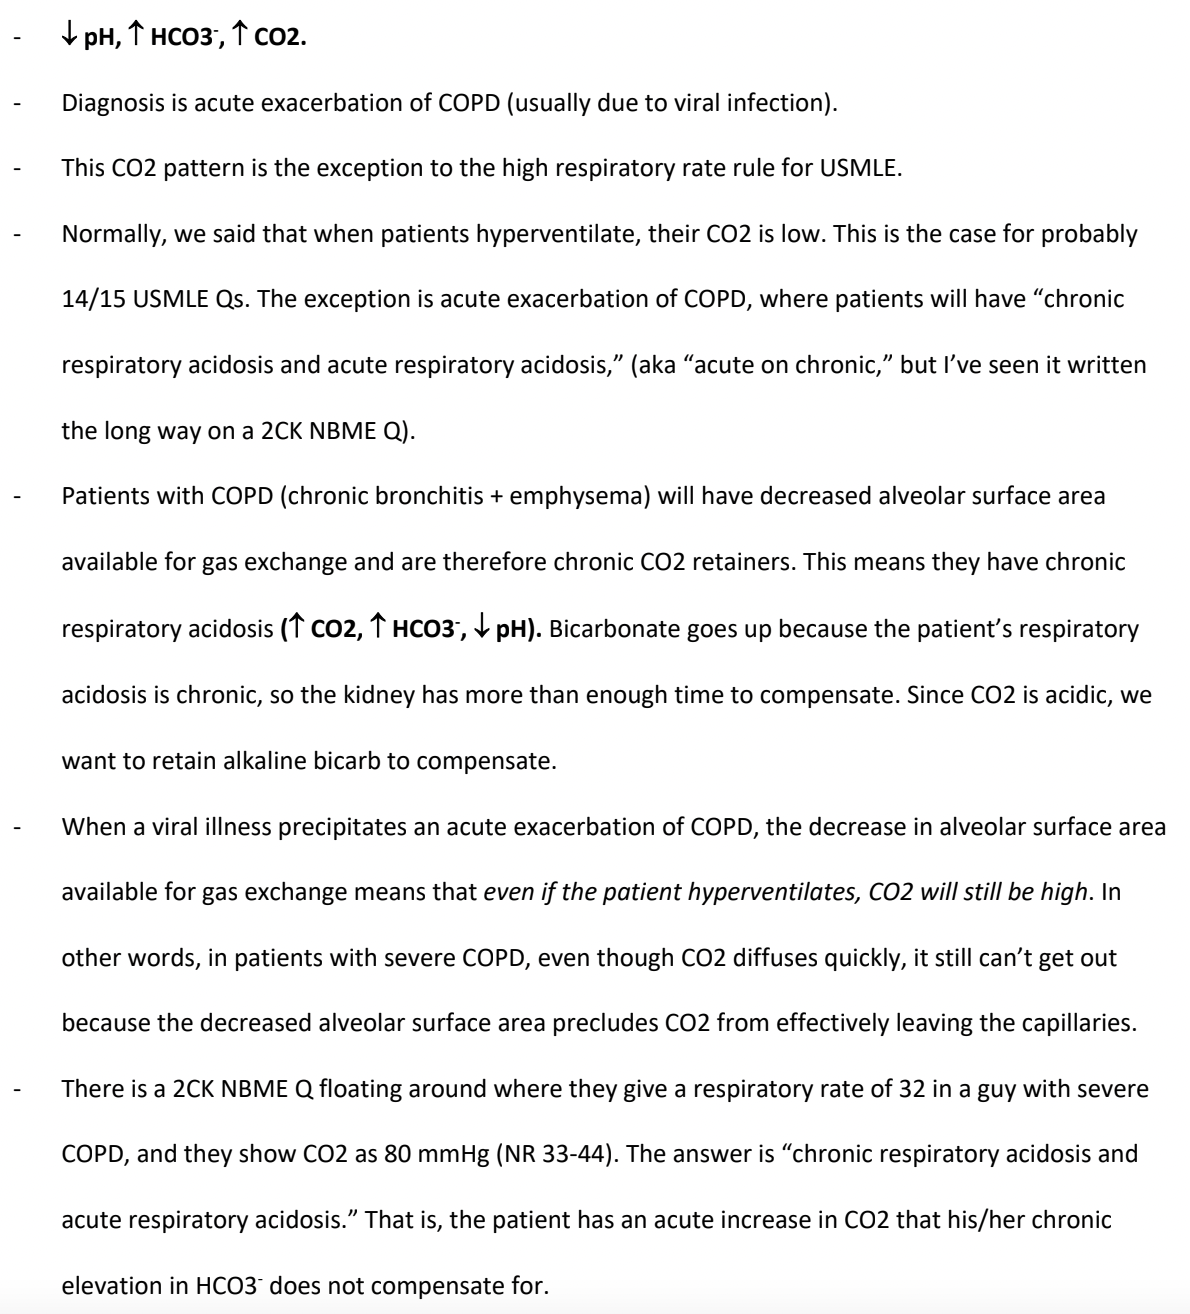 - ↓ pH, ↑ HCO3⁻, ↑ CO2.
- Diagnosis is acute exacerbation of COPD (usually due to viral infection).
- This CO2 pattern is the exception to the high respiratory rate rule for USMLE.
- Normally, we said that when patients hyperventilate, their CO2 is low. This is the case for probably
14/15 USMLE Qs. The exception is acute exacerbation of COPD, where patients will have “chronic
respiratory acidosis and acute respiratory acidosis,” (aka “acute on chronic,” but I’ve seen it written
the long way on a 2CK NBME Q).
- Patients with COPD (chronic bronchitis + emphysema) will have decreased alveolar surface area
available for gas exchange and are therefore chronic CO2 retainers. This means they have chronic
respiratory acidosis (↑ CO2, ↑ HCO3⁻, ↓ pH). Bicarbonate goes up because the patient’s respiratory
acidosis is chronic, so the kidney has more than enough time to compensate. Since CO2 is acidic, we
want to retain alkaline bicarb to compensate.
- When a viral illness precipitates an acute exacerbation of COPD, the decrease in alveolar surface area
available for gas exchange means that even if the patient hyperventilates, CO2 will still be high. In
other words, in patients with severe COPD, even though CO2 diffuses quickly, it still can’t get out
because the decreased alveolar surface area precludes CO2 from effectively leaving the capillaries.
- There is a 2CK NBME Q floating around where they give a respiratory rate of 32 in a guy with severe
COPD, and they show CO2 as 80 mmHg (NR 33-44). The answer is “chronic respiratory acidosis and
acute respiratory acidosis.” That is, the patient has an acute increase in CO2 that his/her chronic
elevation in HCO3⁻ does not compensate for.